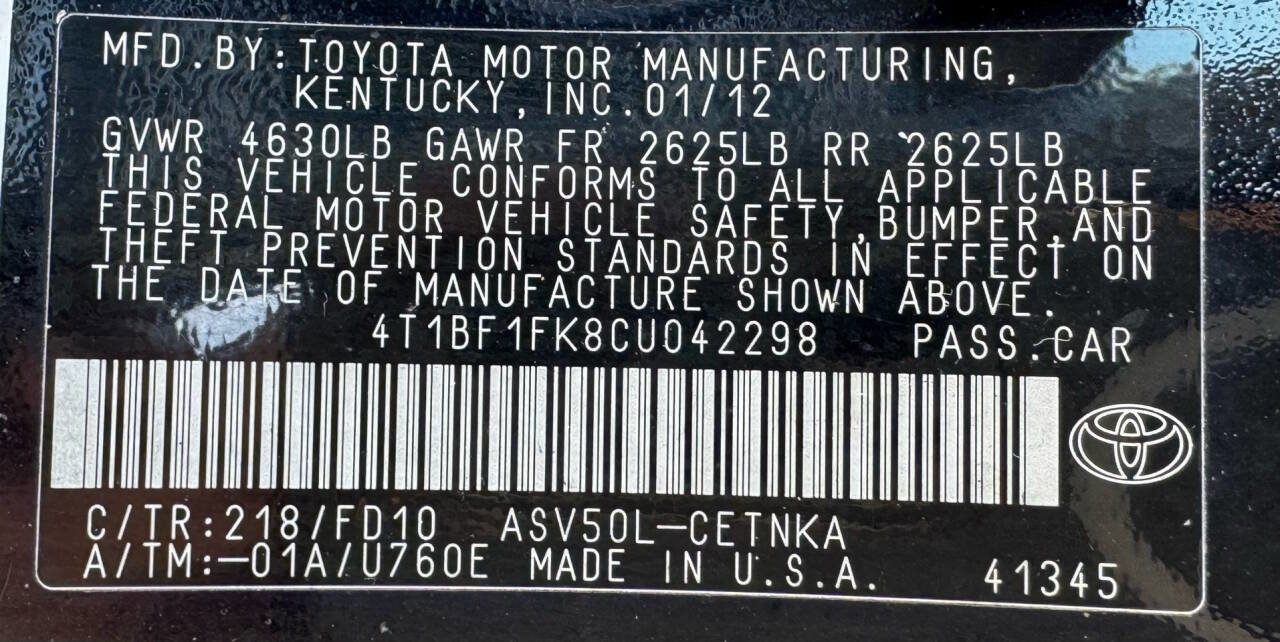 MFD.BY:TOYOTA MOTOR MANUFACTURING,
KENTUCKY,INC.01/12
GVWR 4630LB GAWR FR 2625LB RR 2625LB
THIS VEHICLE CONFORMS TO ALL APPLICABLE
FEDERAL MOTOR VEHICLE SAFETY,BUMPER,AND
THEFT PREVENTION STANDARDS IN EFFECT ON
THE DATE OF MANUFACTURE SHOWN ABOVE.
4T1BF1FK8CU042298 PASS.CAR
C/TR:218/FD10 ASV50L-CETNKA
A/TM:-01A/U760E MADE IN U.S.A. 41345